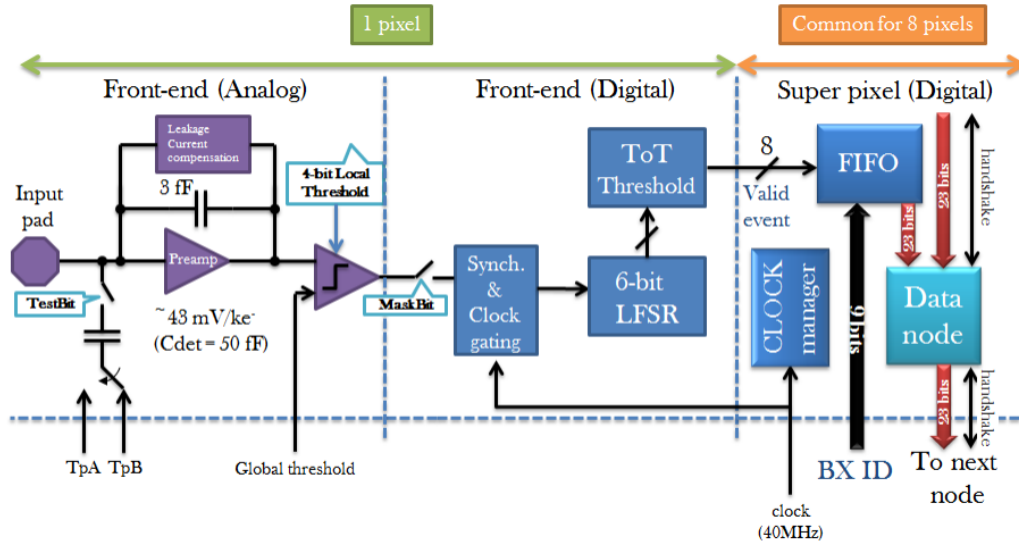 1 pixel
Common for 8 pixels
Front-end (Analog)
Front-end (Digital)
Super pixel (Digital)
Leakage
Current
compensation
3 fF
Input
pad
Preamp
TestBit
~43 mV/ke-
(Cdet = 50 fF)
TpA
TpB
4-bit Local
Threshold
Global threshold
MaskBit
Synch.
&
Clock
gating
6-bit
LFSR
ToT
Threshold
8
Valid
event
FIFO
CLOCK
manager
9 bits
BX ID
23 bits
23 bits
handshake
Data
node
23 bits
handshake
To next
node
clock
(40MHz)